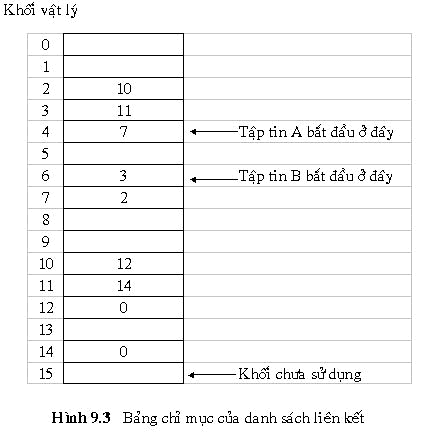 Khối vật lý
0
1
2 10
3 11
4 7 Tập tin A bắt đầu ở đây
5
6 3 Tập tin B bắt đầu ở đây
7 2
8
9
10 12
11 14
12 0
13
14 0
15 Khối chưa sử dụng
Hình 9.3 Bảng chỉ mục của danh sách liên kết